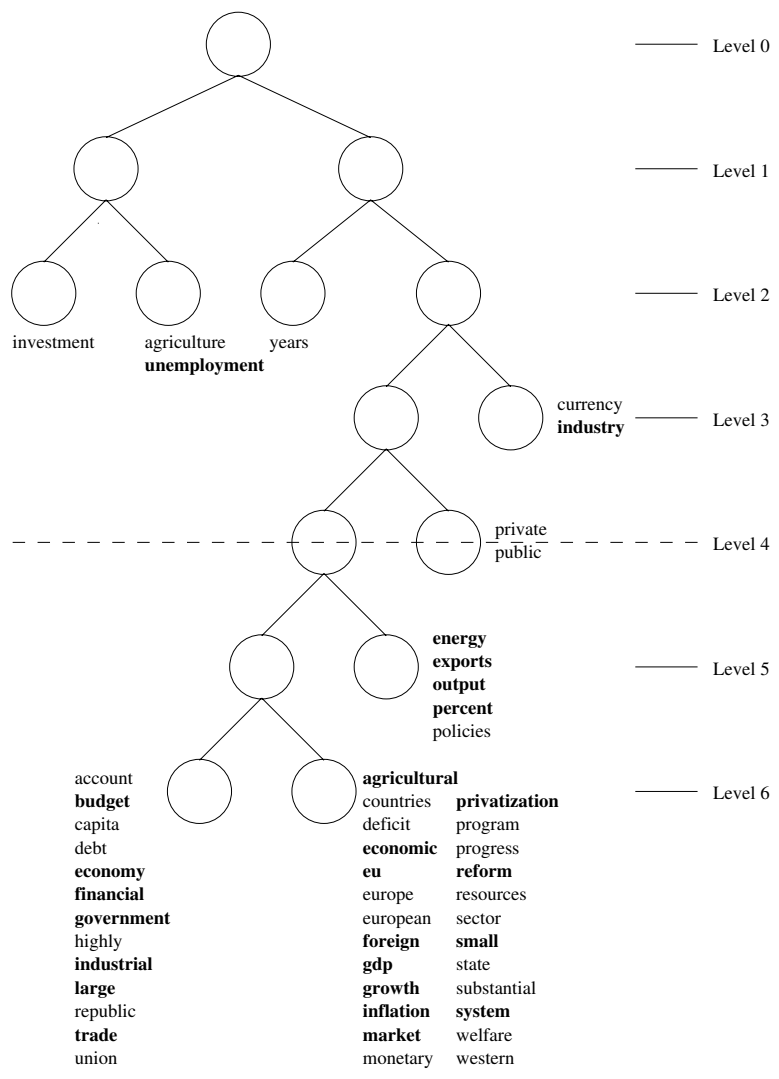 Level 0
Level 1
Level 2
investment
agriculture
unemployment
years
currency
industry
Level 3
private
public
Level 4
energy
exports
output
percent
policies
Level 5
account
budget
capita
debt
economy
financial
government
highly
industrial
large
republic
trade
union
agricultural
countries
deficit
economic
eu
europe
european
foreign
gdp
growth
inflation
market
monetary
privatization
program
progress
reform
resources
sector
small
state
substantial
system
welfare
western
Level 6